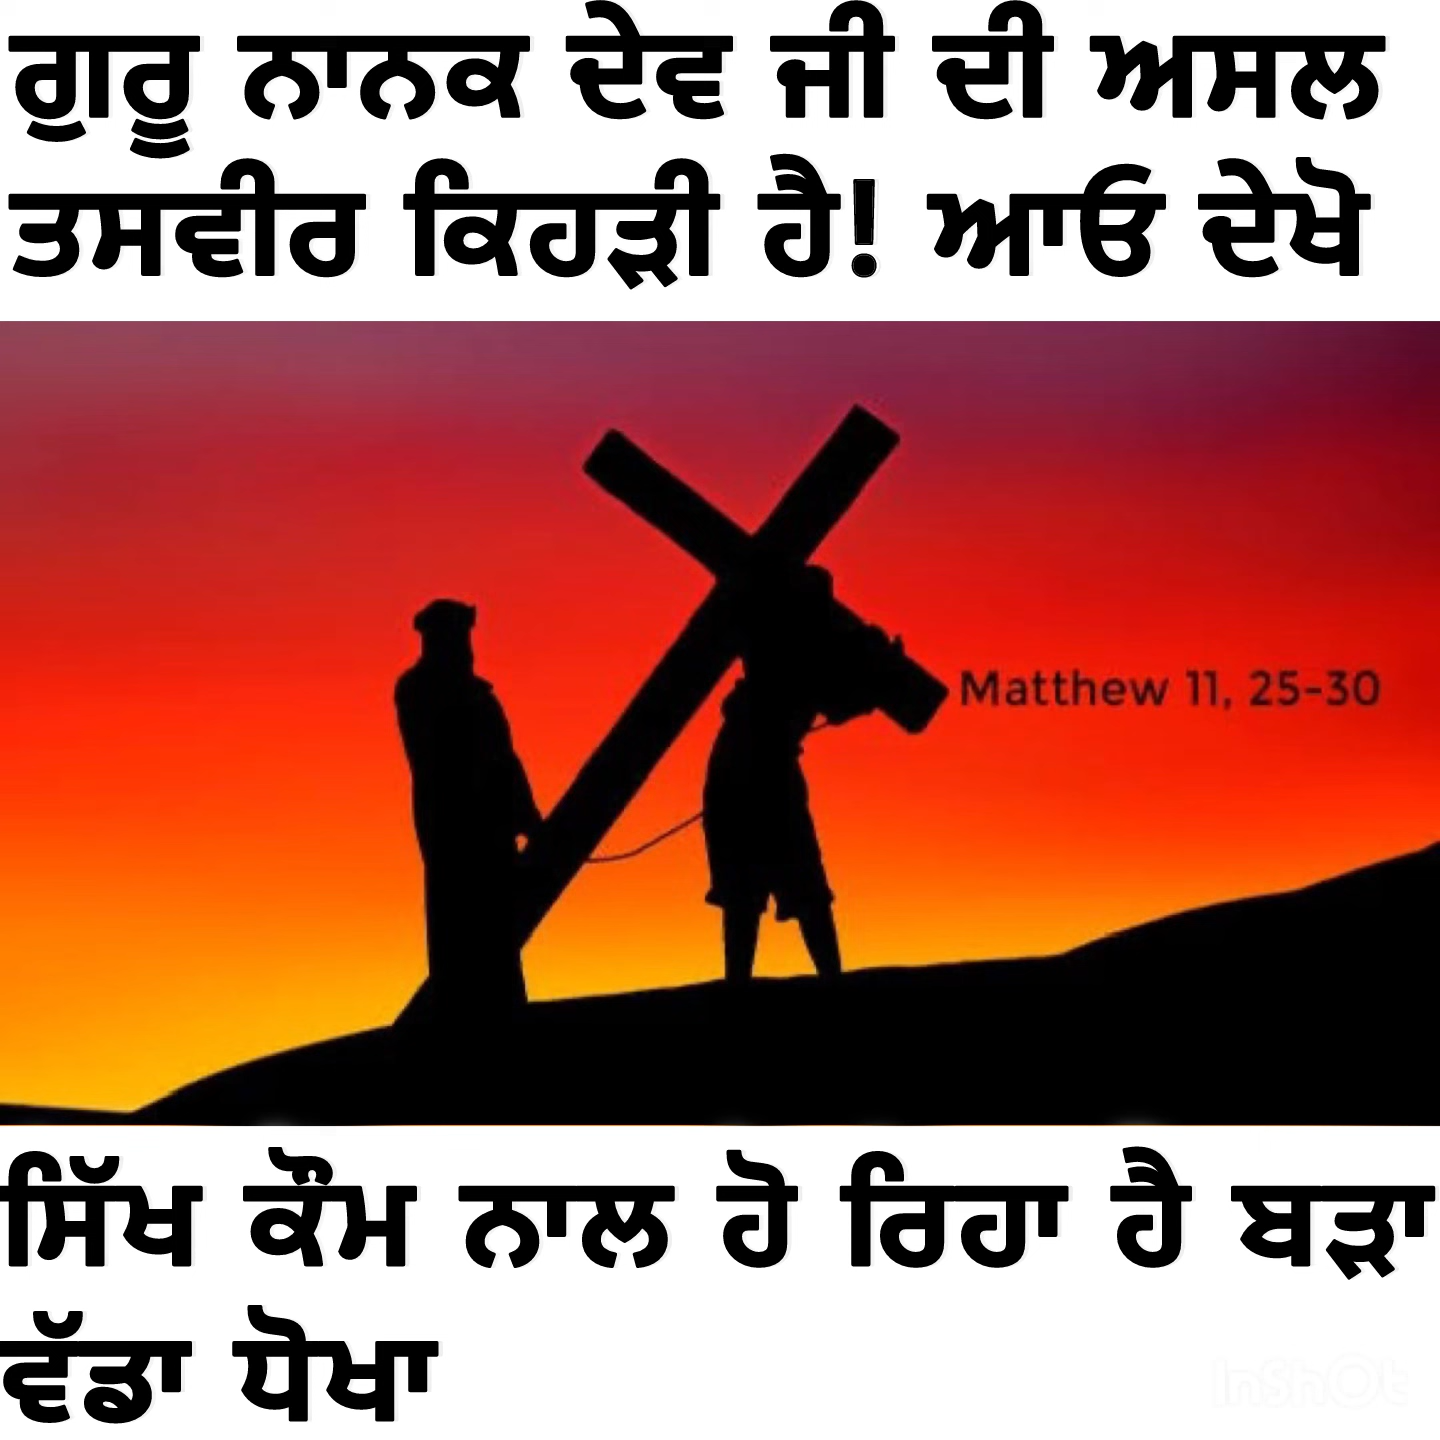 ਗੁਰੂ ਨਾਨਕ ਦੇਵ ਜੀ ਦੀ ਅਸਲ
ਤਸਵੀਰ ਕਿਹੜੀ ਹੈ! ਆਓ ਦੇਖੋ
Matthew 11, 25-30
ਸਿੱਖ ਕੌਮ ਨਾਲ ਹੋ ਰਿਹਾ ਹੈ ਬੜਾ
ਵੱਡਾ ਧੋਖਾ
InShOt